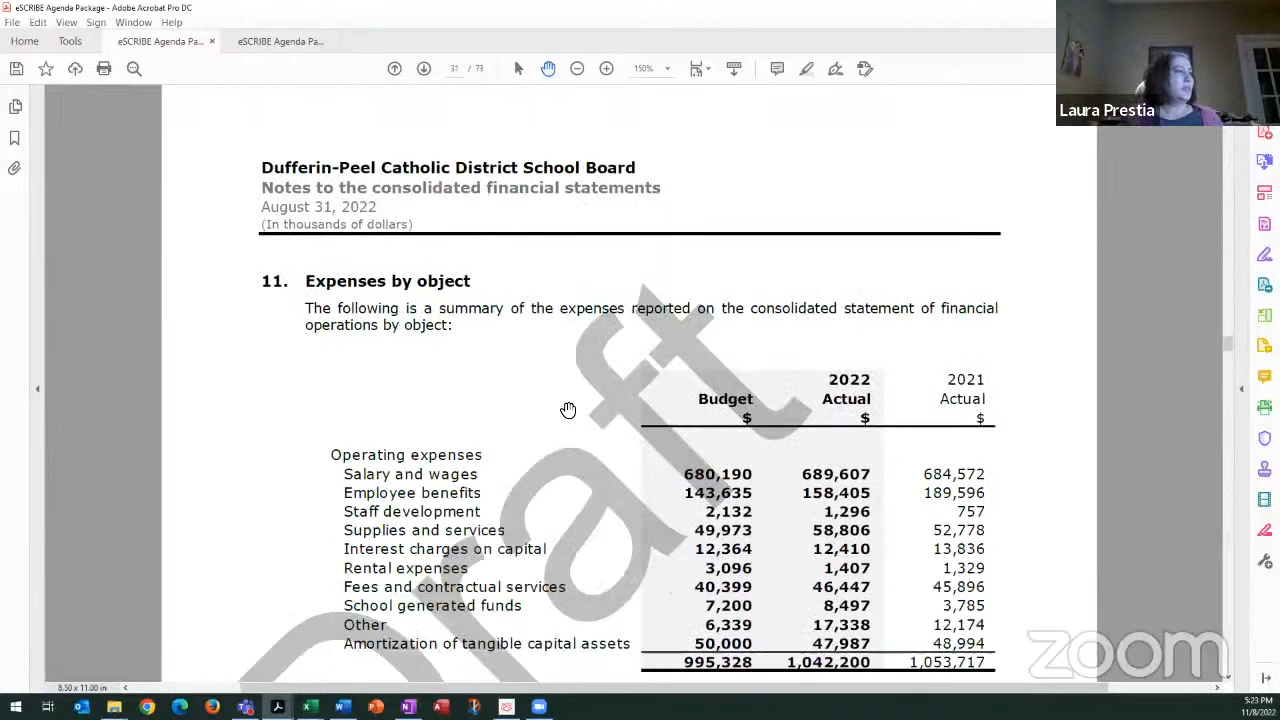 eSCRIBE Agenda Package - Adobe Acrobat Pro DC
File Edit View Sign Window Help
Home Tools eSCRIBE Agenda Pa... × eSCRIBE Agenda Pa...
31 / 73 150%
Laura Prestia
Dufferin-Peel Catholic District School Board
Notes to the consolidated financial statements
August 31, 2022
(In thousands of dollars)
11. Expenses by object
The following is a summary of the expenses reported on the consolidated statement of financial
operations by object:
2022 2021
Budget Actual Actual
$ $ $
Operating expenses
Salary and wages 680,190 689,607 684,572
Employee benefits 143,635 158,405 189,596
Staff development 2,132 1,296 757
Supplies and services 49,973 58,806 52,778
Interest charges on capital 12,364 12,410 13,836
Rental expenses 3,096 1,407 1,329
Fees and contractual services 40,399 46,447 45,896
School generated funds 7,200 8,497 3,785
Other 6,339 17,338 12,174
Amortization of tangible capital assets 50,000 47,987 48,994
995,328 1,042,200 1,053,717
Draft
zoom
8.50 x 11.00 in
5:23 PM
11/8/2022